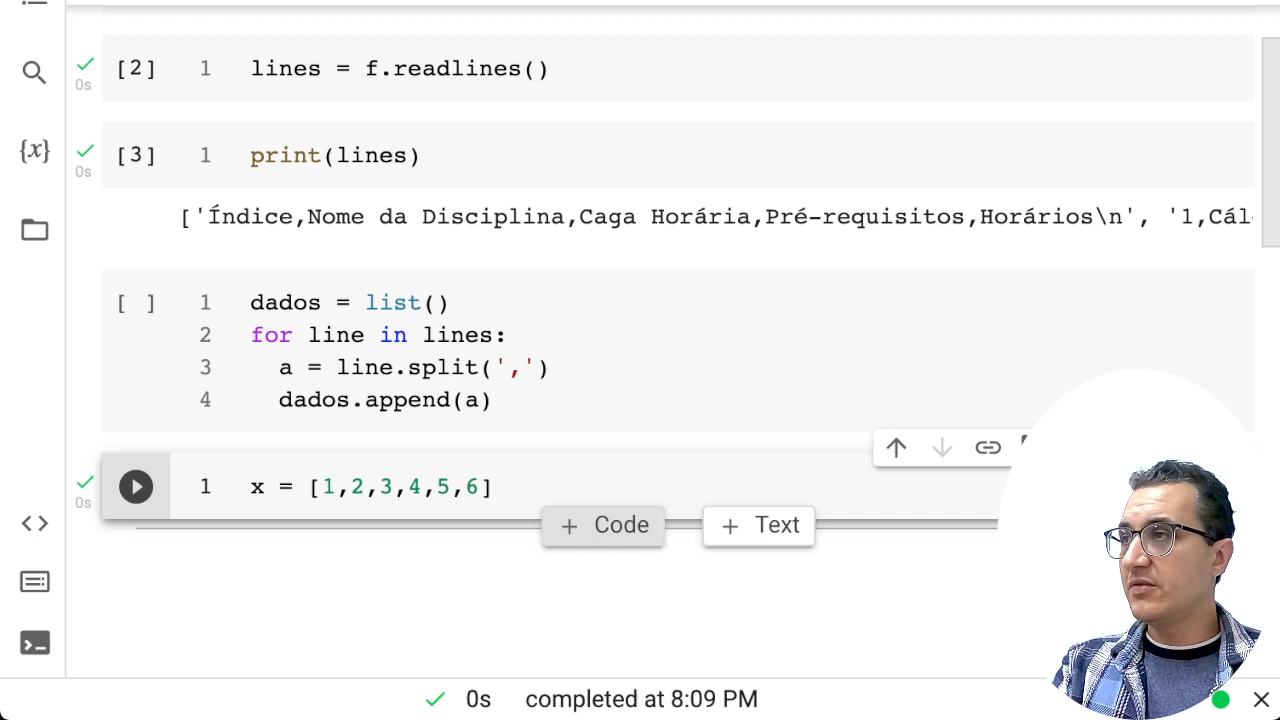 [2] 1 lines = f.readlines()
0s
[3] 1 print(lines)
0s
['Índice,Nome da Disciplina,Caga Horária,Pré-requisitos,Horários\n', '1,Cál
[ ] 1 dados = list()
2 for line in lines:
3 a = line.split(',')
4 dados.append(a)
1 x = [1,2,3,4,5,6]
0s
+ Code + Text
{x}
0s completed at 8:09 PM